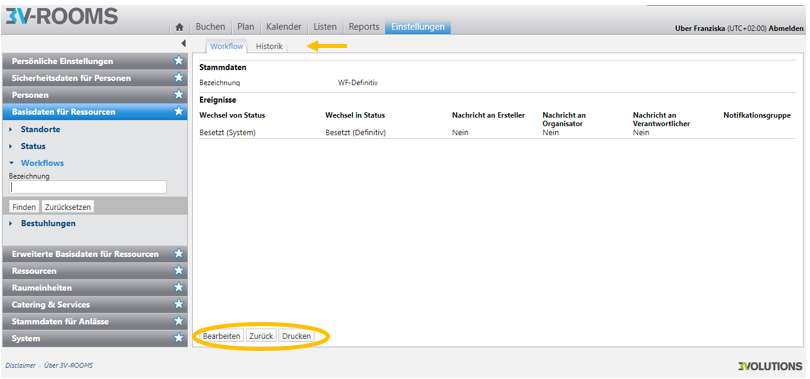 3V-ROOMS
Buchen Plan Kalender Listen Reports Einstellungen
Uber Franziska (UTC+02:00) Abmelden
Workflow Historik
Persönliche Einstellungen
Sicherheitsdaten für Personen
Personen
Basisdaten für Ressourcen
Standorte
Status
Workflows
Bezeichnung
Finden Zurücksetzen
Bestuhlungen
Erweiterte Basisdaten für Ressourcen
Ressourcen
Raumeinheiten
Catering & Services
Stammdaten für Anlässe
System
Stammdaten
Bezeichnung WF-Definitiv
Ereignisse
Wechsel von Status Wechsel in Status Nachricht an Ersteller Nachricht an Organisator Nachricht an Verantwortlicher Notifkationsgruppe
Besetzt (System) Besetzt (Definitiv) Nein Nein Nein
Bearbeiten Zurück Drucken
Disclaimer - Über 3V-ROOMS
3VOLUTIONS